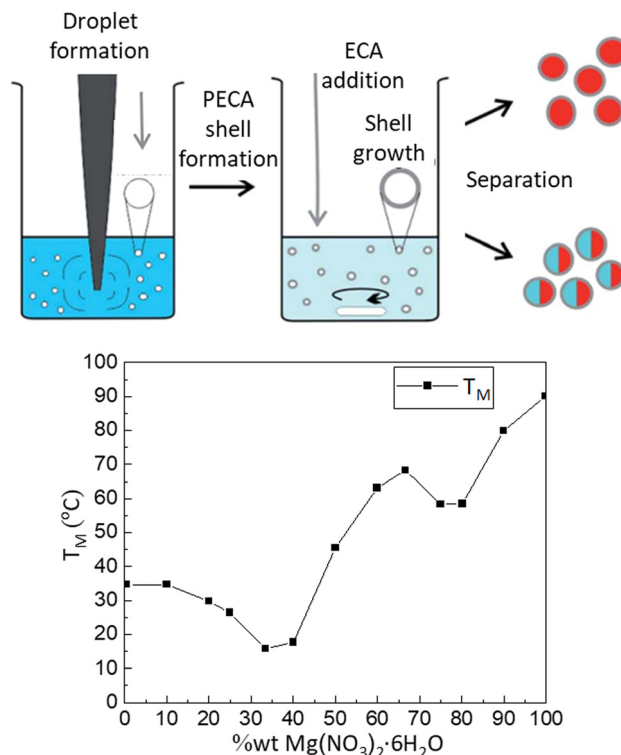 Droplet
formation
PECA
shell
formation
ECA
addition
Shell
growth
Separation
T_M
100
90
80
70
60
50
40
30
20
10
0
T_M (°C)
0 10 20 30 40 50 60 70 80 90 100
%wt Mg(NO₃)₂·6H₂O